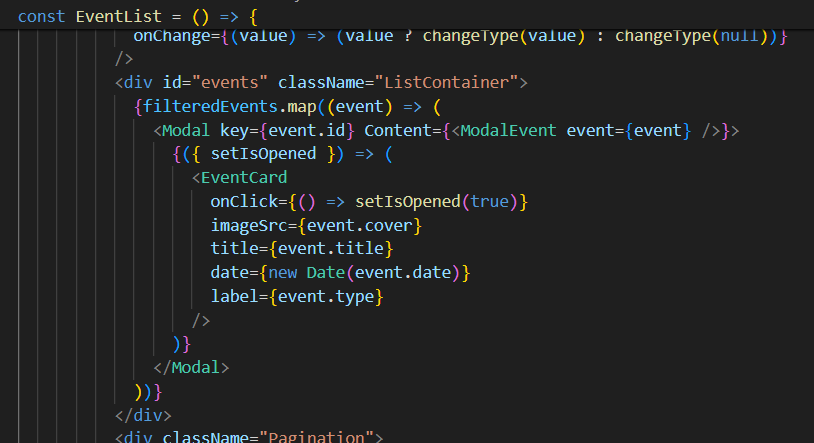 const EventList = () => {
onChange={(value) => (value ? changeType(value) : changeType(null))}
/>
<div id="events" className="ListContainer">
{filteredEvents.map((event) => (
<Modal key={event.id} Content={<ModalEvent event={event} />}>
{({ setIsOpened }) => (
<EventCard
onClick={() => setIsOpened(true)}
imageSrc={event.cover}
title={event.title}
date={new Date(event.date)}
label={event.type}
/>
)}
</Modal>
))}
</div>
<div className="Pagination">